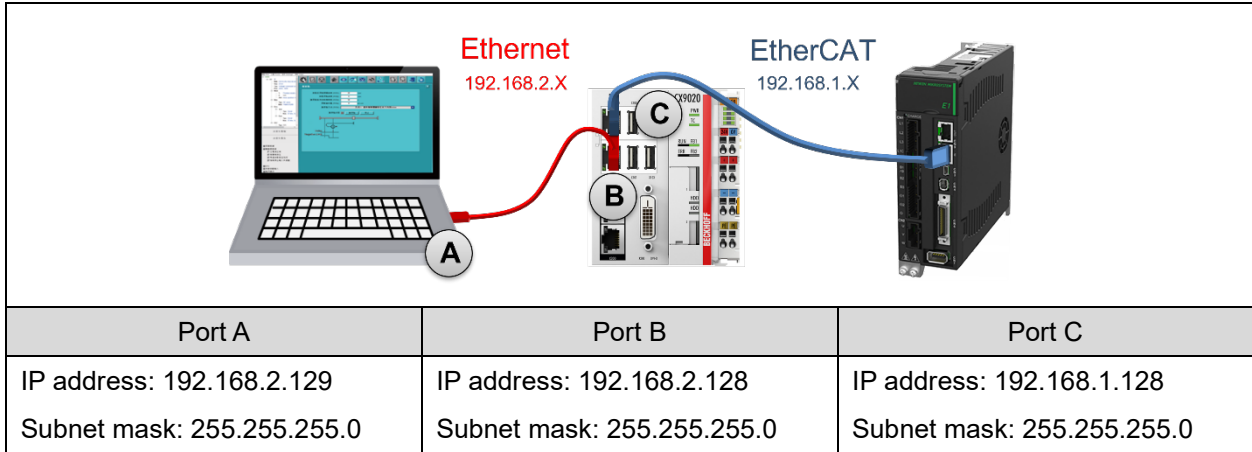 Ethernet
192.168.2.X
EtherCAT
192.168.1.X
CX9020
C
B
A
BECKHOFF
E1
Port A
Port B
Port C
IP address: 192.168.2.129
IP address: 192.168.2.128
IP address: 192.168.1.128
Subnet mask: 255.255.255.0
Subnet mask: 255.255.255.0
Subnet mask: 255.255.255.0